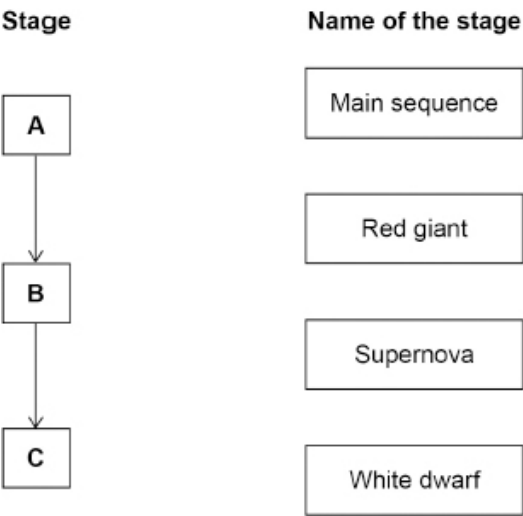 Stage
Name of the stage
A
Main sequence
Red giant
B
Supernova
C
White dwarf